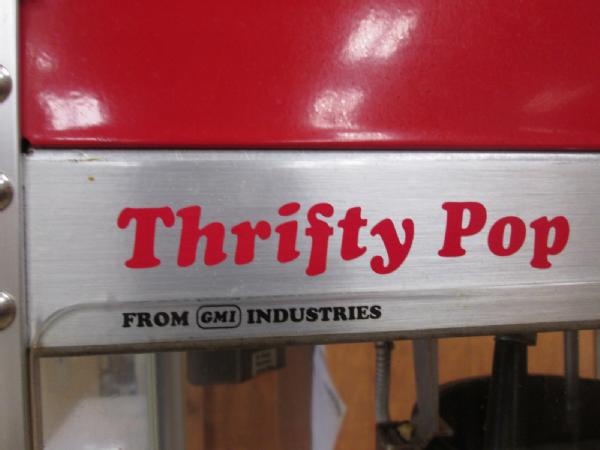 Thrifty Pop
FROM GMI INDUSTRIES